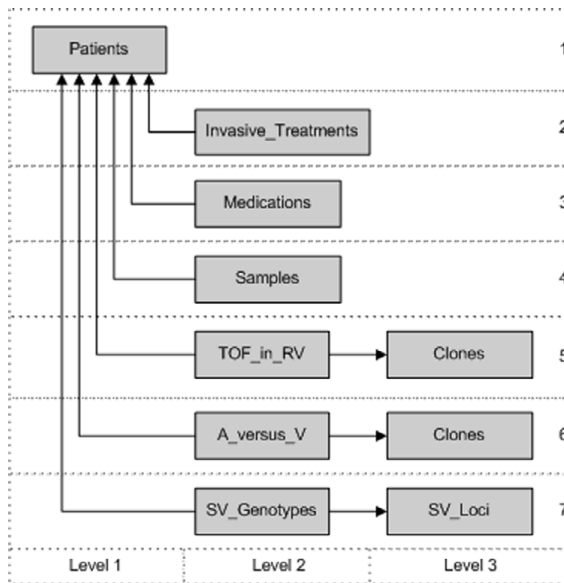 Patients 1
Invasive_Treatments 2
Medications 3
Samples 4
TOF_in_RV Clones 5
A_versus_V Clones 6
SV_Genotypes SV_Loci 7
Level 1 Level 2 Level 3